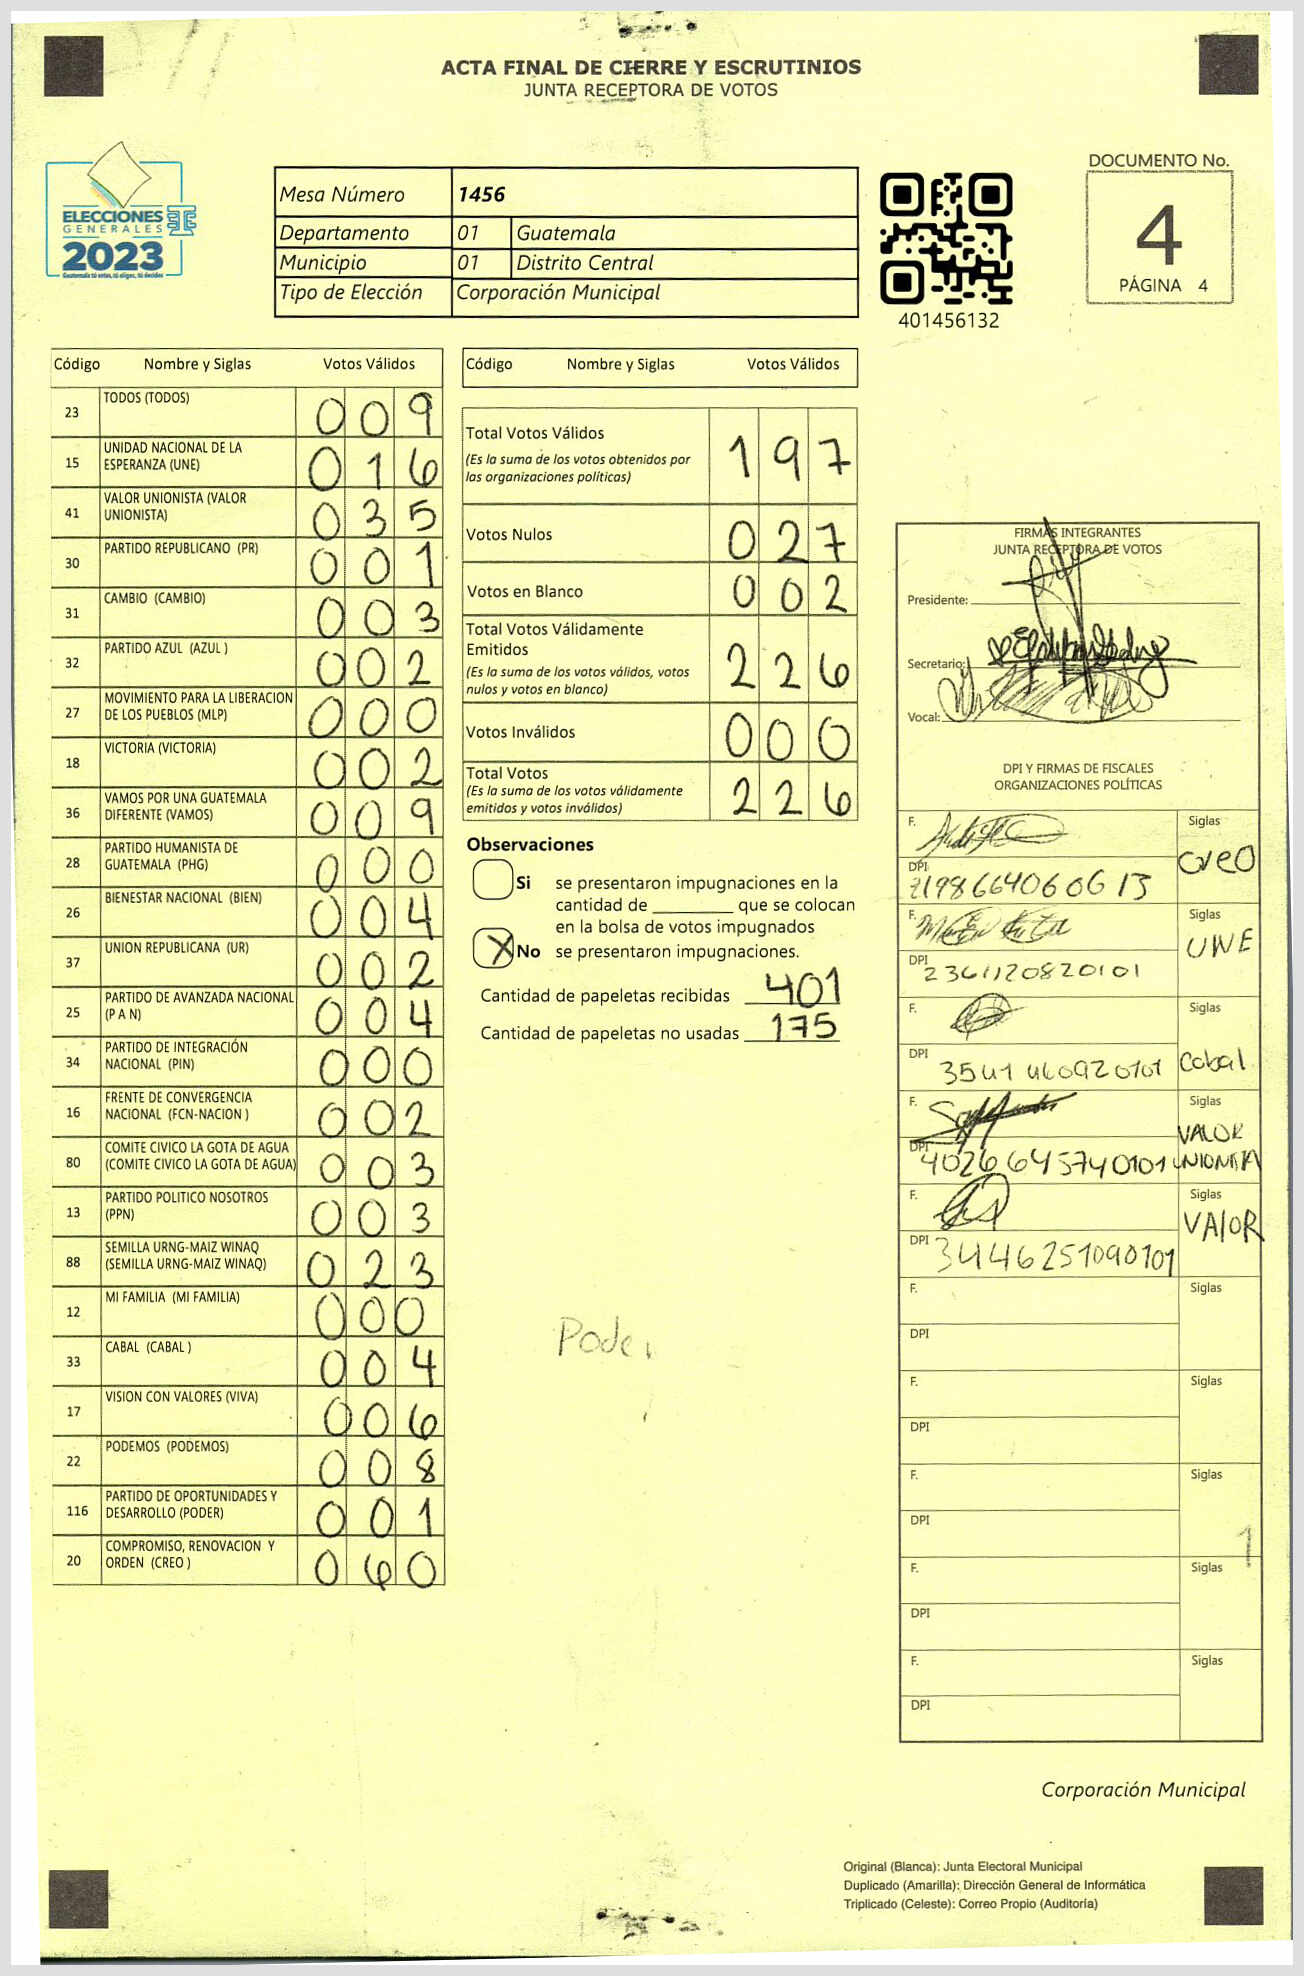 ACTA FINAL DE CIERRE Y ESCRUTINIOS
JUNTA RECEPTORA DE VOTOS
ELECCIONES
GENERALES
2023
Guatemala tú votas, tú eliges, tú decides
Mesa Número 1456
Departamento 01 Guatemala
Municipio 01 Distrito Central
Tipo de Elección Corporación Municipal
401456132
DOCUMENTO No.
4
PÁGINA 4
Código Nombre y Siglas Votos Válidos
23 TODOS (TODOS) 009
15 UNIDAD NACIONAL DE LA ESPERANZA (UNE) 016
41 VALOR UNIONISTA (VALOR UNIONISTA) 035
30 PARTIDO REPUBLICANO (PR) 001
31 CAMBIO (CAMBIO) 003
32 PARTIDO AZUL (AZUL ) 002
27 MOVIMIENTO PARA LA LIBERACION DE LOS PUEBLOS (MLP) 000
18 VICTORIA (VICTORIA) 002
36 VAMOS POR UNA GUATEMALA DIFERENTE (VAMOS) 009
28 PARTIDO HUMANISTA DE GUATEMALA (PHG) 000
26 BIENESTAR NACIONAL (BIEN) 004
37 UNION REPUBLICANA (UR) 002
25 PARTIDO DE AVANZADA NACIONAL (P A N) 004
34 PARTIDO DE INTEGRACIÓN NACIONAL (PIN) 000
16 FRENTE DE CONVERGENCIA NACIONAL (FCN-NACION ) 002
80 COMITE CIVICO LA GOTA DE AGUA (COMITE CIVICO LA GOTA DE AGUA) 003
13 PARTIDO POLITICO NOSOTROS (PPN) 003
88 SEMILLA URNG-MAIZ WINAQ (SEMILLA URNG-MAIZ WINAQ) 023
12 MI FAMILIA (MI FAMILIA) 000
33 CABAL (CABAL ) 004
17 VISION CON VALORES (VIVA) 006
22 PODEMOS (PODEMOS) 008
116 PARTIDO DE OPORTUNIDADES Y DESARROLLO (PODER) 001
20 COMPROMISO, RENOVACION Y ORDEN (CREO ) 060
Código Nombre y Siglas Votos Válidos
Total Votos Válidos 197
(Es la suma de los votos obtenidos por
las organizaciones políticas)
Votos Nulos 027
Votos en Blanco 002
Total Votos Válidamente
Emitidos 226
(Es la suma de los votos válidos, votos
nulos y votos en blanco)
Votos Inválidos 000
Total Votos 226
(Es la suma de los votos válidamente
emitidos y votos inválidos)
Observaciones
Si se presentaron impugnaciones en la
cantidad de ________ que se colocan
en la bolsa de votos impugnados
X No se presentaron impugnaciones.
Cantidad de papeletas recibidas 401
Cantidad de papeletas no usadas 175
Poder
FIRMAS INTEGRANTES
JUNTA RECEPTORA DE VOTOS
Presidente:
Secretario:
Vocal:
DPI Y FIRMAS DE FISCALES
ORGANIZACIONES POLÍTICAS
F. Siglas
creo
DPI 2198664060613
F. Siglas
UNE
DPI 2361120820101
F. Siglas
Cabal
DPI 3541460920101
F. Siglas
VALOR
UNIONISTA
DPI 4026645740101
F. Siglas
VALOR
DPI 3446251090101
F. Siglas
DPI
F. Siglas
DPI
F. Siglas
DPI
F. Siglas
DPI
F. Siglas
DPI
Corporación Municipal
Original (Blanca): Junta Electoral Municipal
Duplicado (Amarilla): Dirección General de Informática
Triplicado (Celeste): Correo Propio (Auditoría)